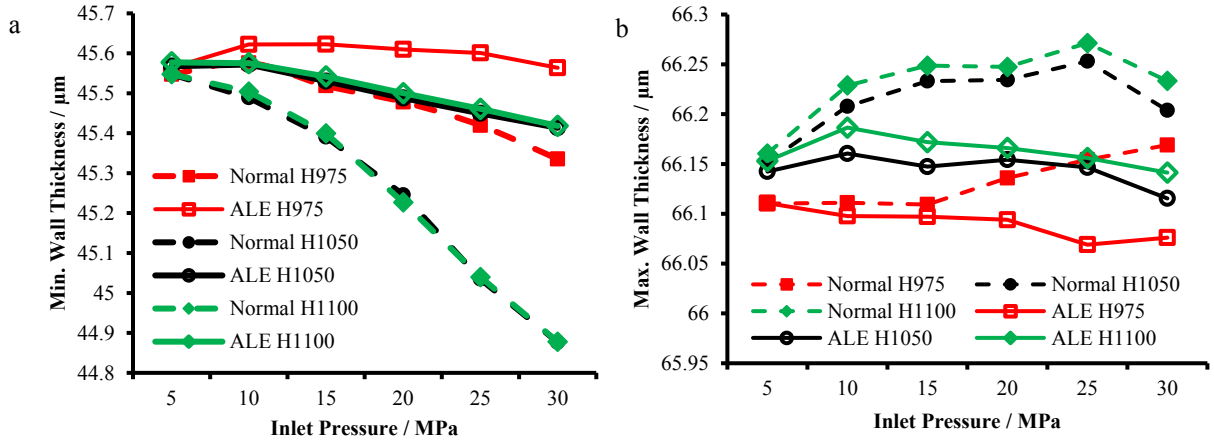 a
45.7
45.6
45.5
45.4
45.3
45.2
45.1
45
44.9
44.8
Min. Wall Thickness / µm
Normal H975
ALE H975
Normal H1050
ALE H1050
Normal H1100
ALE H1100
5 10 15 20 25 30
Inlet Pressure / MPa
b
66.3
66.25
66.2
66.15
66.1
66.05
66
65.95
Max. Wall Thickness / µm
Normal H975 Normal H1050
Normal H1100 ALE H975
ALE H1050 ALE H1100
5 10 15 20 25 30
Inlet Pressure / MPa